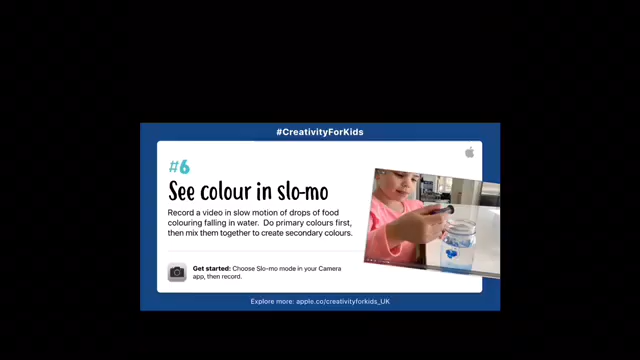 #CreativityForKids
#6
See colour in slo-mo
Record a video in slow motion of drops of food
colouring falling in water. Do primary colours first,
then mix them together to create secondary colours.
Get started: Choose Slo-mo mode in your Camera
app, then record.
Explore more: apple.co/creativityforkids_UK